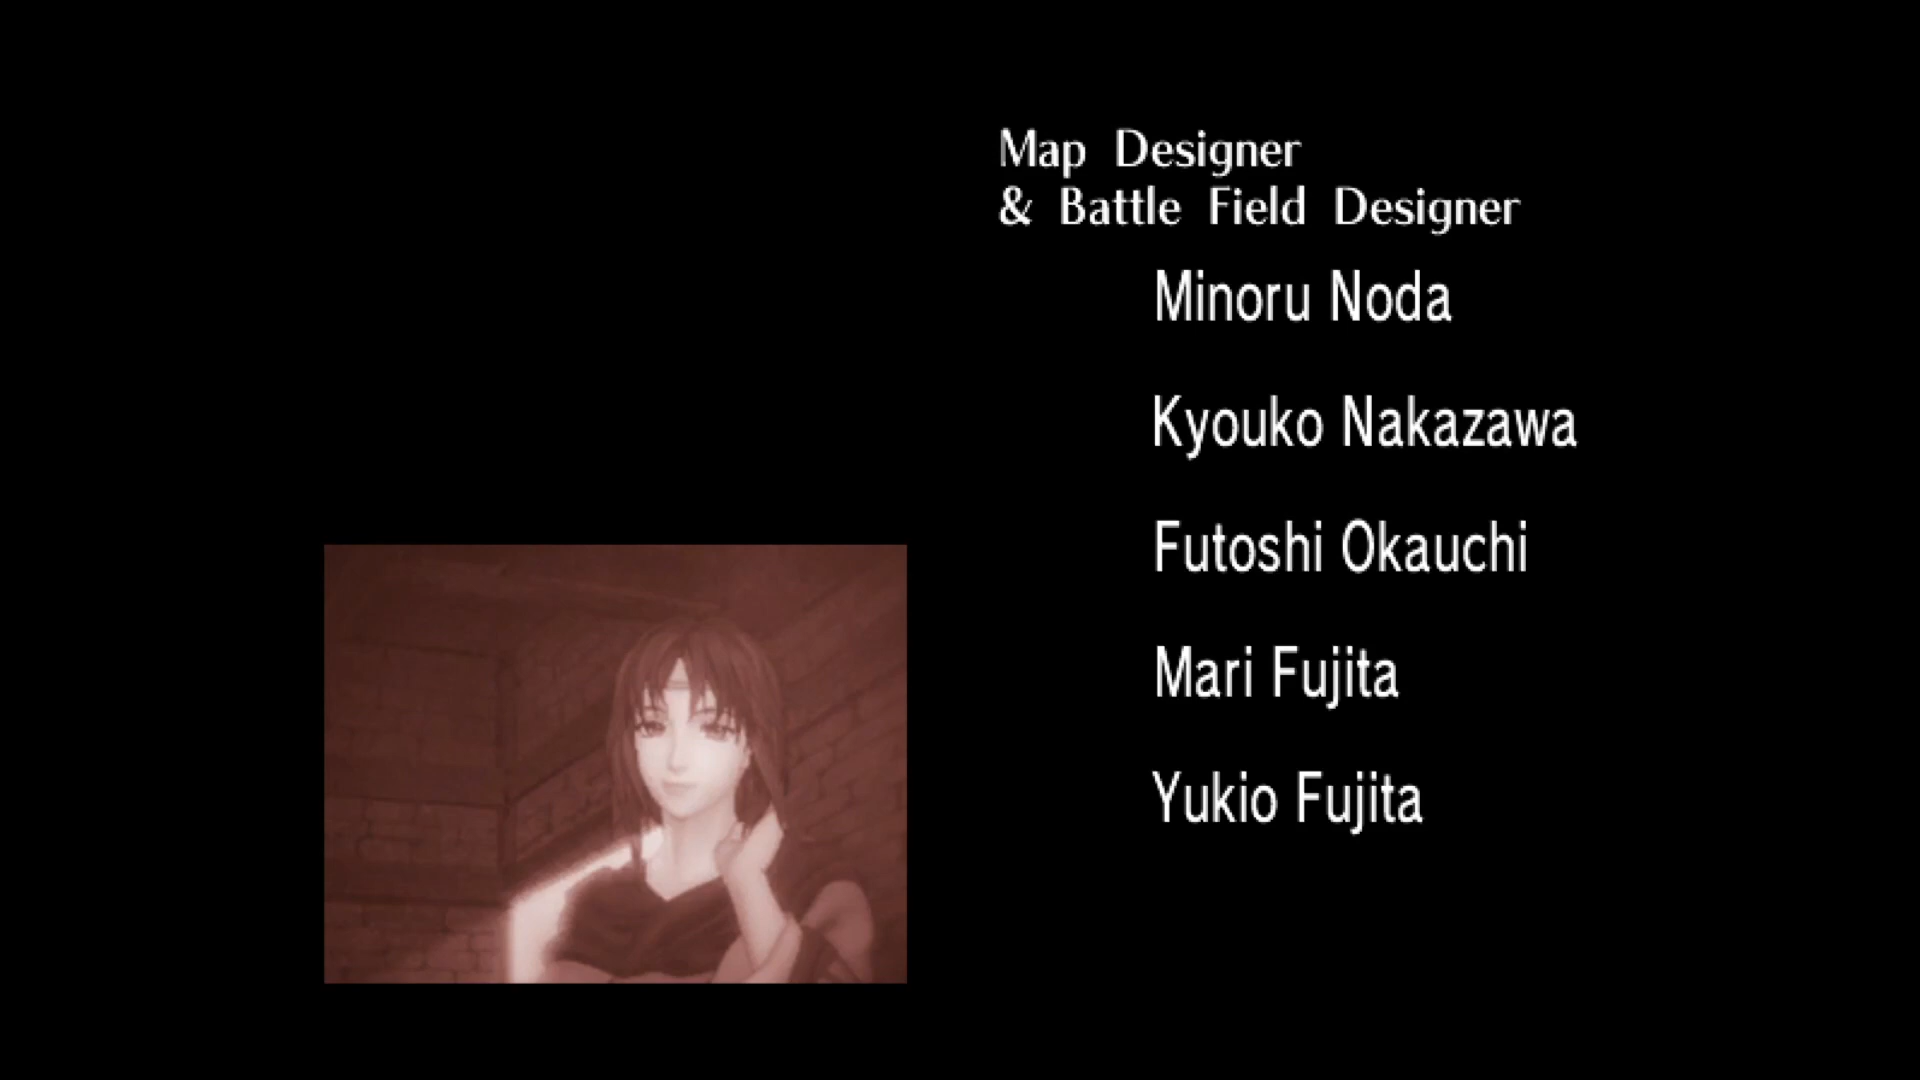 Map Designer
& Battle Field Designer
Minoru Noda
Kyouko Nakazawa
Futoshi Okauchi
Mari Fujita
Yukio Fujita